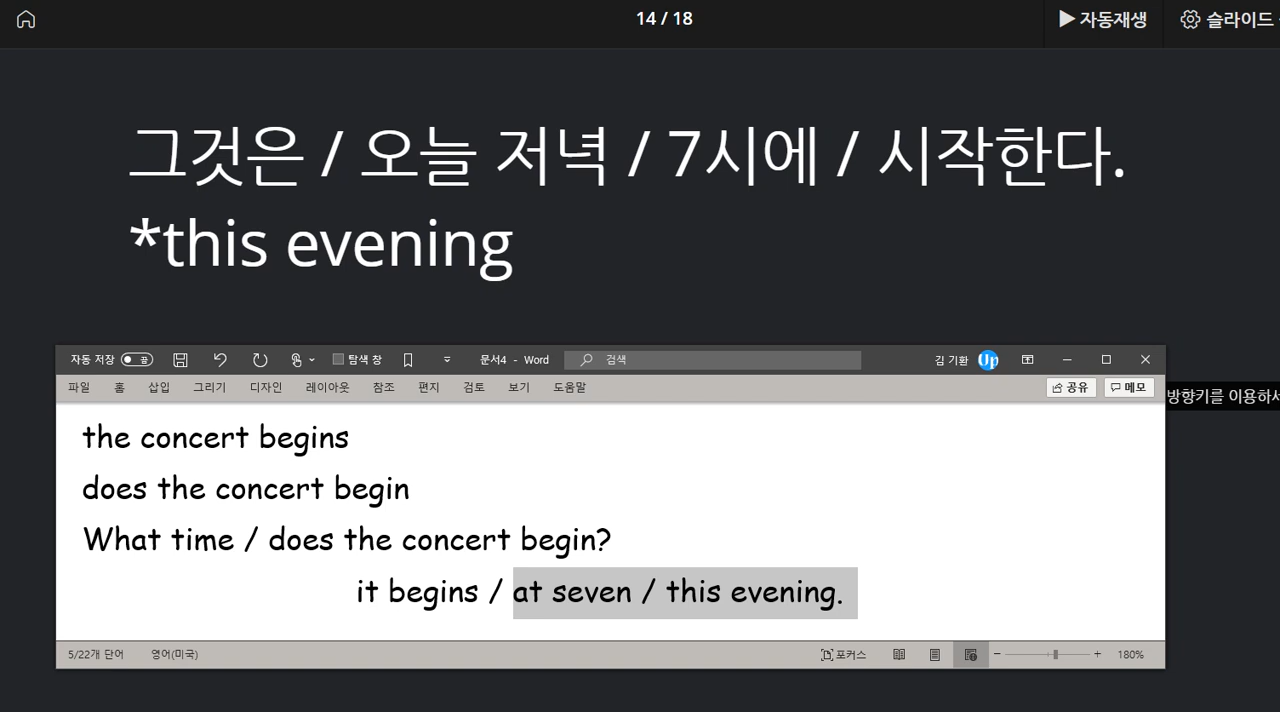 14 / 18
▶ 자동재생
슬라이드
그것은 / 오늘 저녁 / 7시에 / 시작한다.
*this evening
자동 저장 끔
탐색 창
문서4 - Word
검색
김 기환
Up
파일 홈 삽입 그리기 디자인 레이아웃 참조 편지 검토 보기 도움말
공유
메모
방향키를 이용하
the concert begins
does the concert begin
What time / does the concert begin?
it begins / at seven / this evening.
5/22개 단어
영어(미국)
포커스
180%